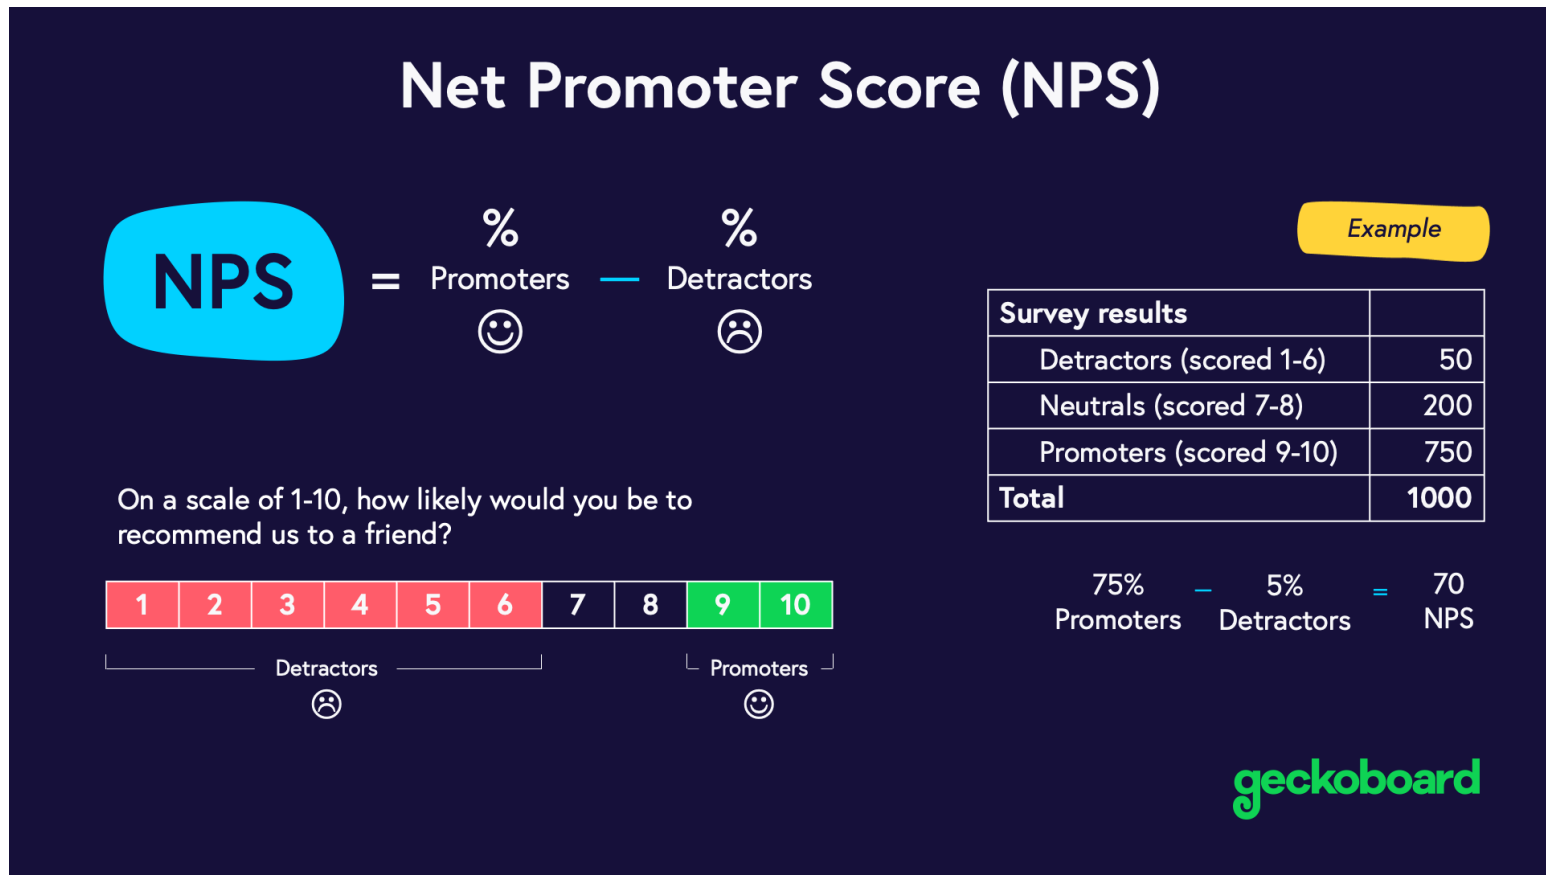 Net Promoter Score (NPS)
NPS
=
%
Promoters
—
%
Detractors
On a scale of 1-10, how likely would you be to
recommend us to a friend?
1 2 3 4 5 6 7 8 9 10
Detractors
Promoters
Example
Survey results
Detractors (scored 1-6) 50
Neutrals (scored 7-8) 200
Promoters (scored 9-10) 750
Total 1000
75% — 5% = 70
Promoters Detractors NPS
geckoboard